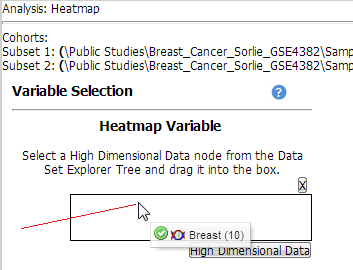 Analysis: Heatmap
Cohorts:
Subset 1: (\Public Studies\Breast_Cancer_Sorlie_GSE4382\Samp
Subset 2: (\Public Studies\Breast_Cancer_Sorlie_GSE4382\Sam
Variable Selection
?
Heatmap Variable
Select a High Dimensional Data node from the Data
Set Explorer Tree and drag it into the box.
X
Breast (10)
High Dimensional Data